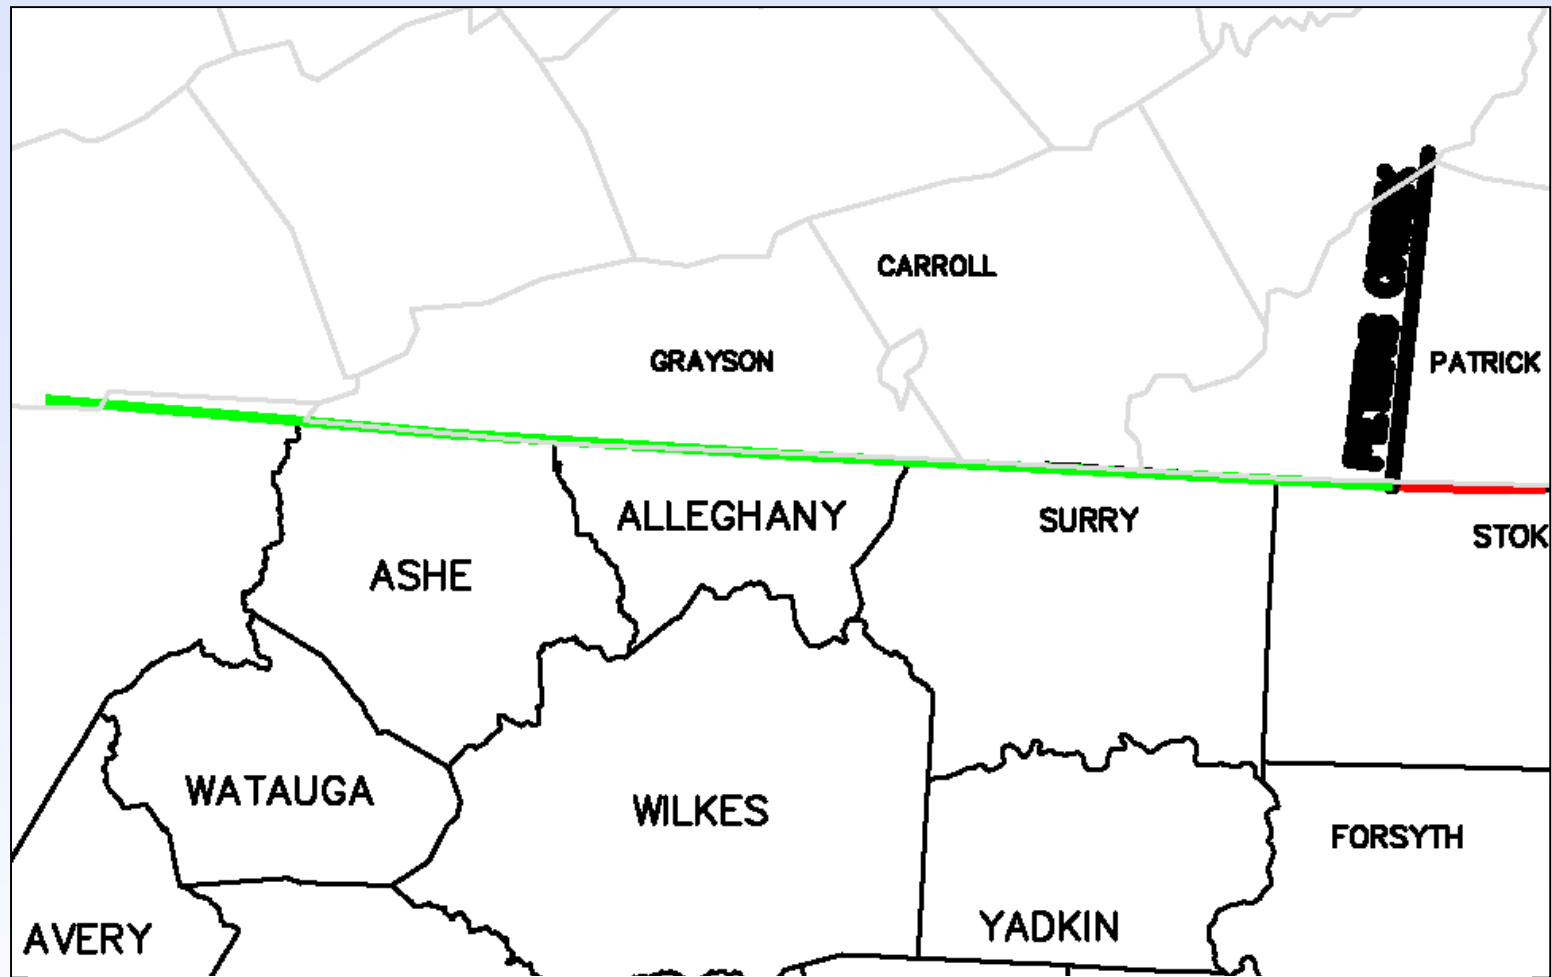 CARROLL
GRAYSON
PATRICK
ALLEGHANY
SURRY
STOK
ASHE
WATAUGA
WILKES
FORSYTH
YADKIN
AVERY